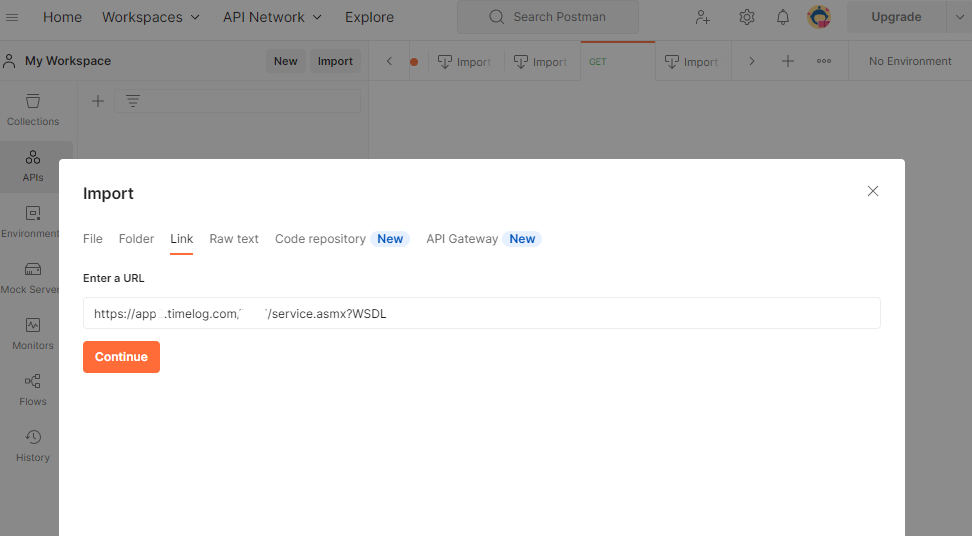 Home Workspaces API Network Explore Search Postman Upgrade
My Workspace New Import Import Import GET Import No Environment
Collections
APIs
Environment
Mock Server
Monitors
Flows
History
Import
File Folder Link Raw text Code repository New API Gateway New
Enter a URL
https://app .timelog.com/ /service.asmx?WSDL
Continue